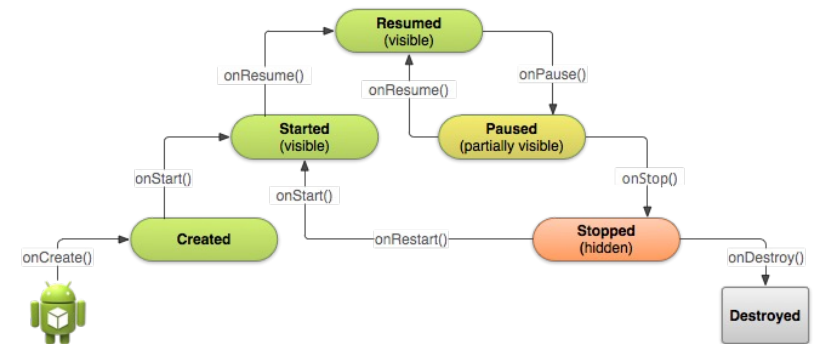 Resumed
(visible)
onResume()
onResume()
onPause()
Started
(visible)
Paused
(partially visible)
onStart()
onStart()
onStop()
Created
onRestart()
Stopped
(hidden)
onCreate()
onDestroy()
Destroyed